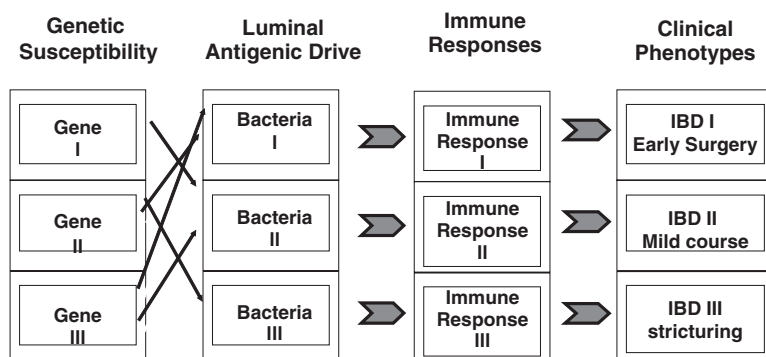 Genetic
Susceptibility
Luminal
Antigenic Drive
Immune
Responses
Clinical
Phenotypes
Gene
I
Bacteria
I
Immune
Response
I
IBD I
Early Surgery
Gene
II
Bacteria
II
Immune
Response
II
IBD II
Mild course
Gene
III
Bacteria
III
Immune
Response
III
IBD III
stricturing